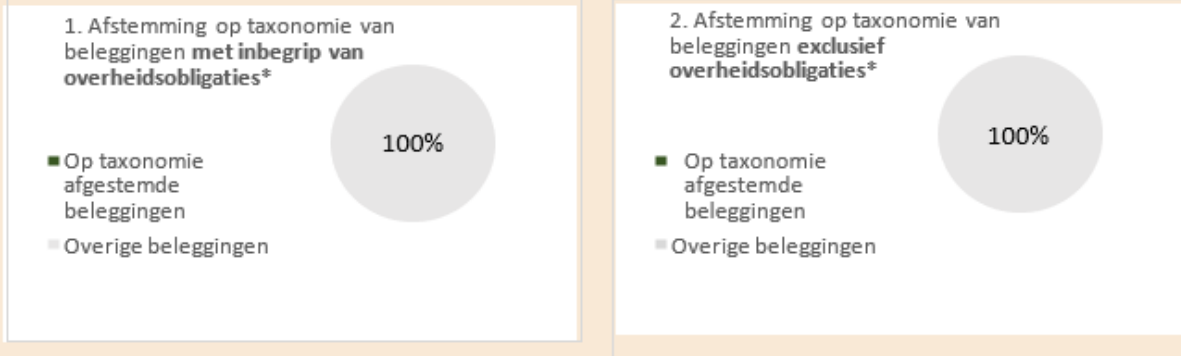 1. Afstemming op taxonomie van
beleggingen met inbegrip van
overheidsobligaties*
100%
Op taxonomie
afgestemde
beleggingen
Overige beleggingen
2. Afstemming op taxonomie van
beleggingen exclusief
overheidsobligaties*
100%
Op taxonomie
afgestemde
beleggingen
Overige beleggingen